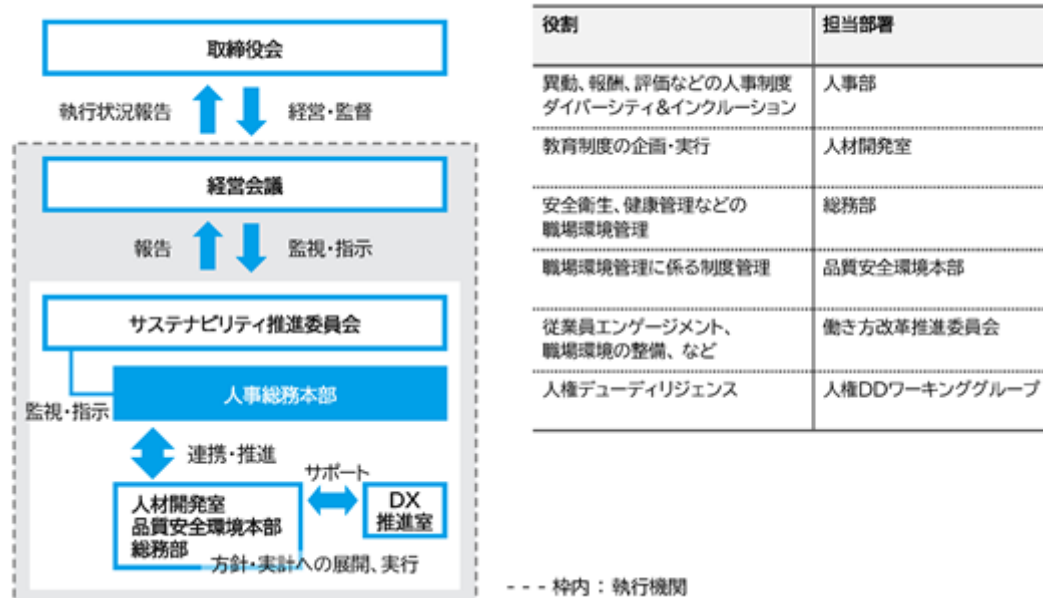 取締役会
執行状況報告
経営・監督
経営会議
報告
監視・指示
サステナビリティ推進委員会
人事総務本部
監視・指示
連携・推進
サポート
人材開発室
品質安全環境本部
総務部
DX
推進室
方針・実計への展開、実行
役割 担当部署
異動、報酬、評価などの人事制度 人事部
ダイバーシティ&インクルーション
教育制度の企画・実行 人材開発室
安全衛生、健康管理などの 総務部
職場環境管理
職場環境管理に係る制度管理 品質安全環境本部
従業員エンゲージメント、 働き方改革推進委員会
職場環境の整備、など
人権デューディリジェンス 人権DDワーキンググループ
- - - 枠内:執行機関